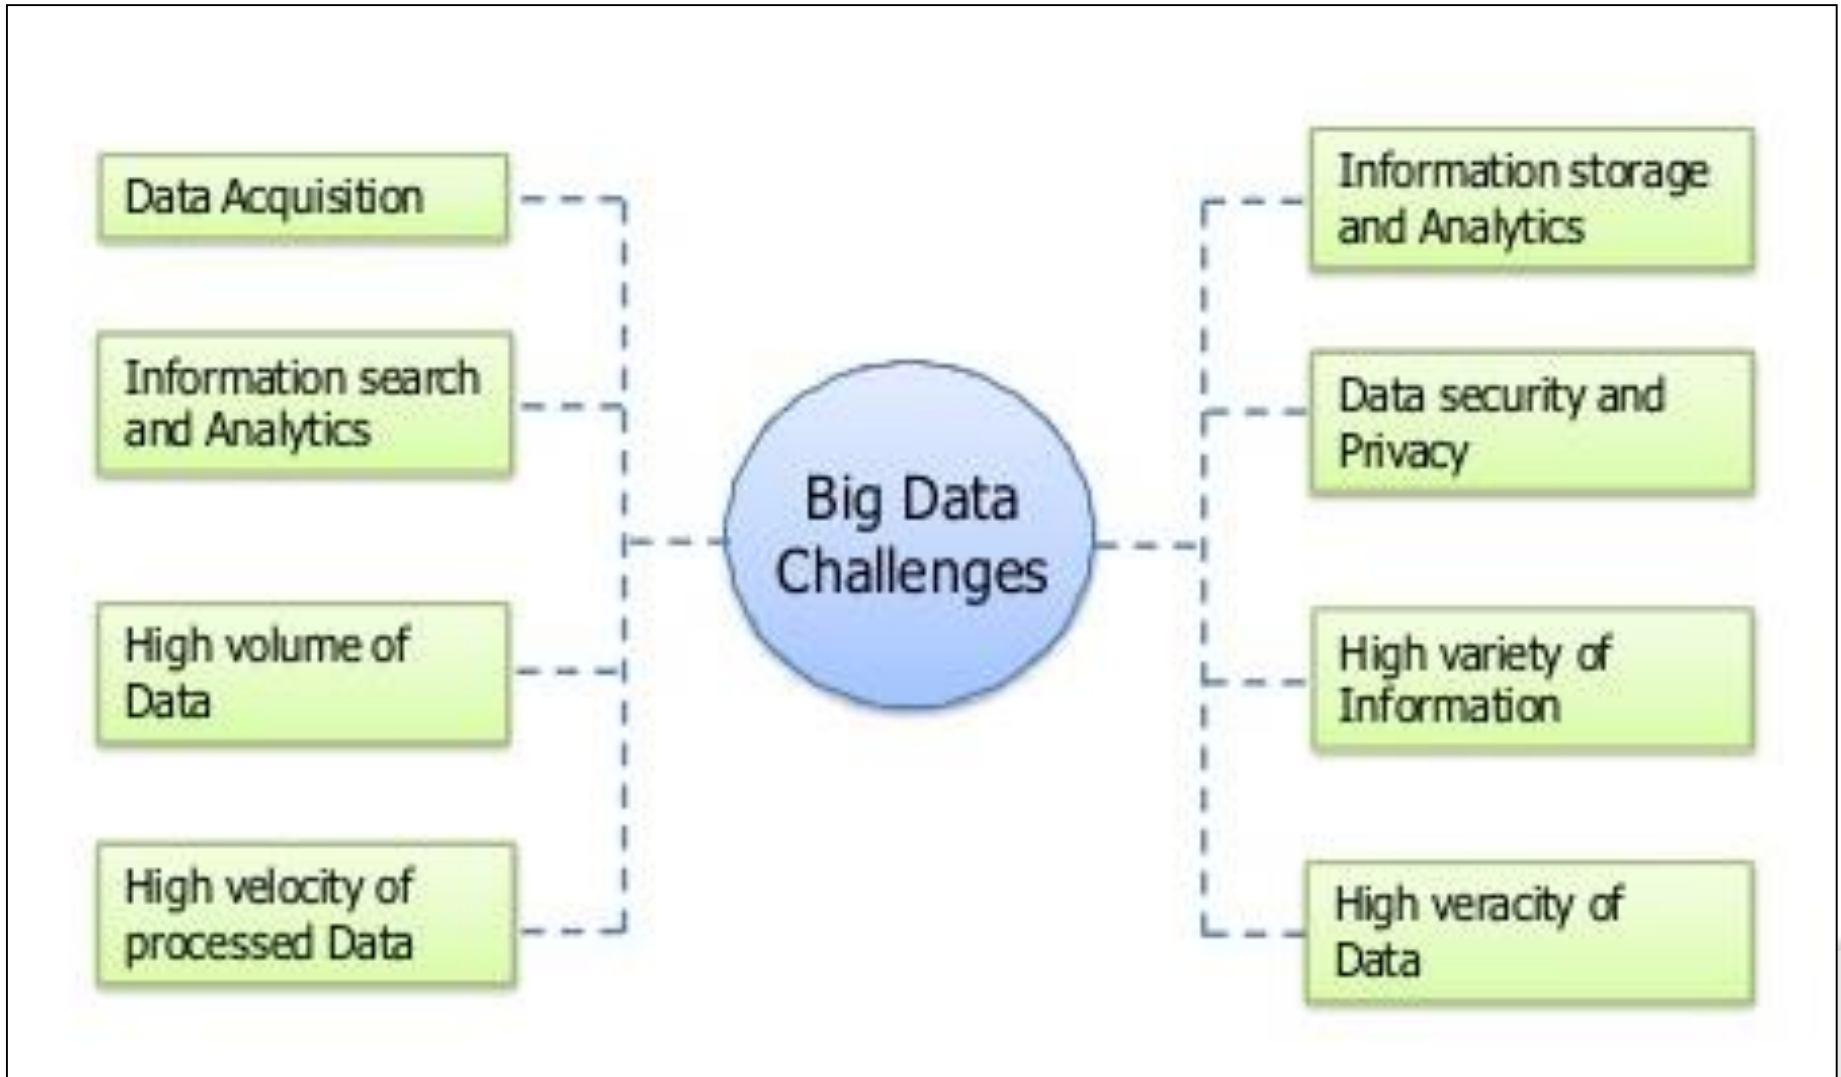 Data Acquisition
Information search
and Analytics
High volume of
Data
High velocity of
processed Data
Big Data
Challenges
Information storage
and Analytics
Data security and
Privacy
High variety of
Information
High veracity of
Data